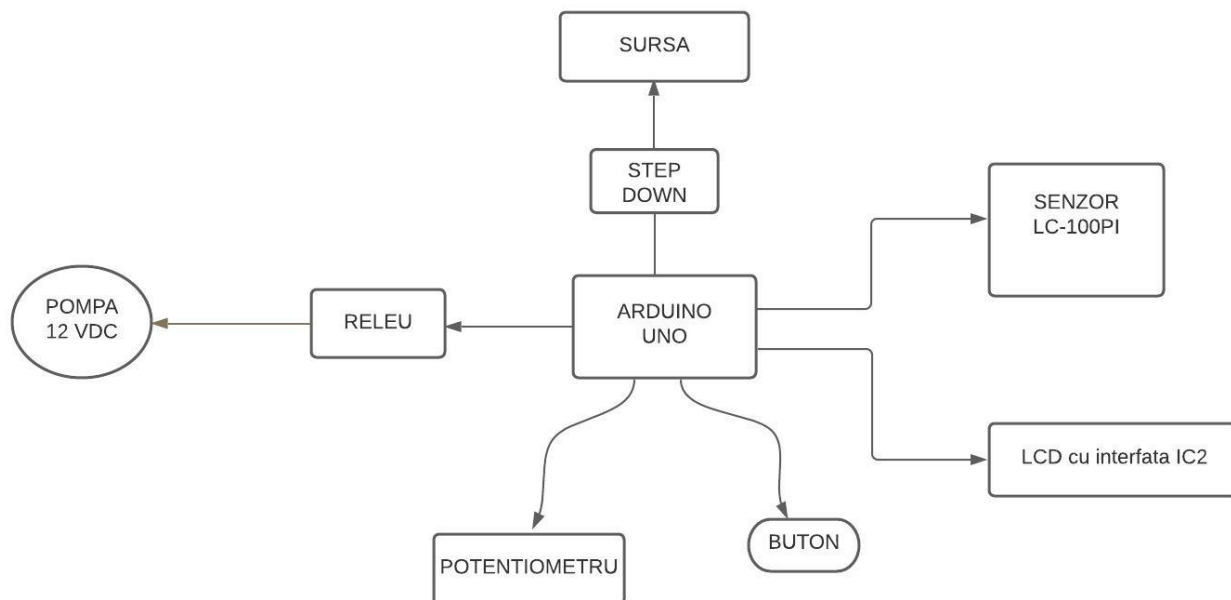 SURSA
STEP
DOWN
SENZOR
LC-100PI
POMPA
12 VDC
RELEU
ARDUINO
UNO
LCD cu interfata IC2
BUTON
POTENTIOMETRU